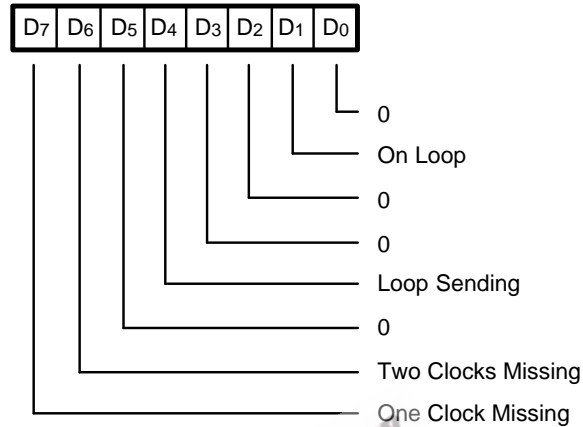 D7 D6 D5 D4 D3 D2 D1 D0
0
On Loop
0
0
Loop Sending
0
Two Clocks Missing
One Clock Missing